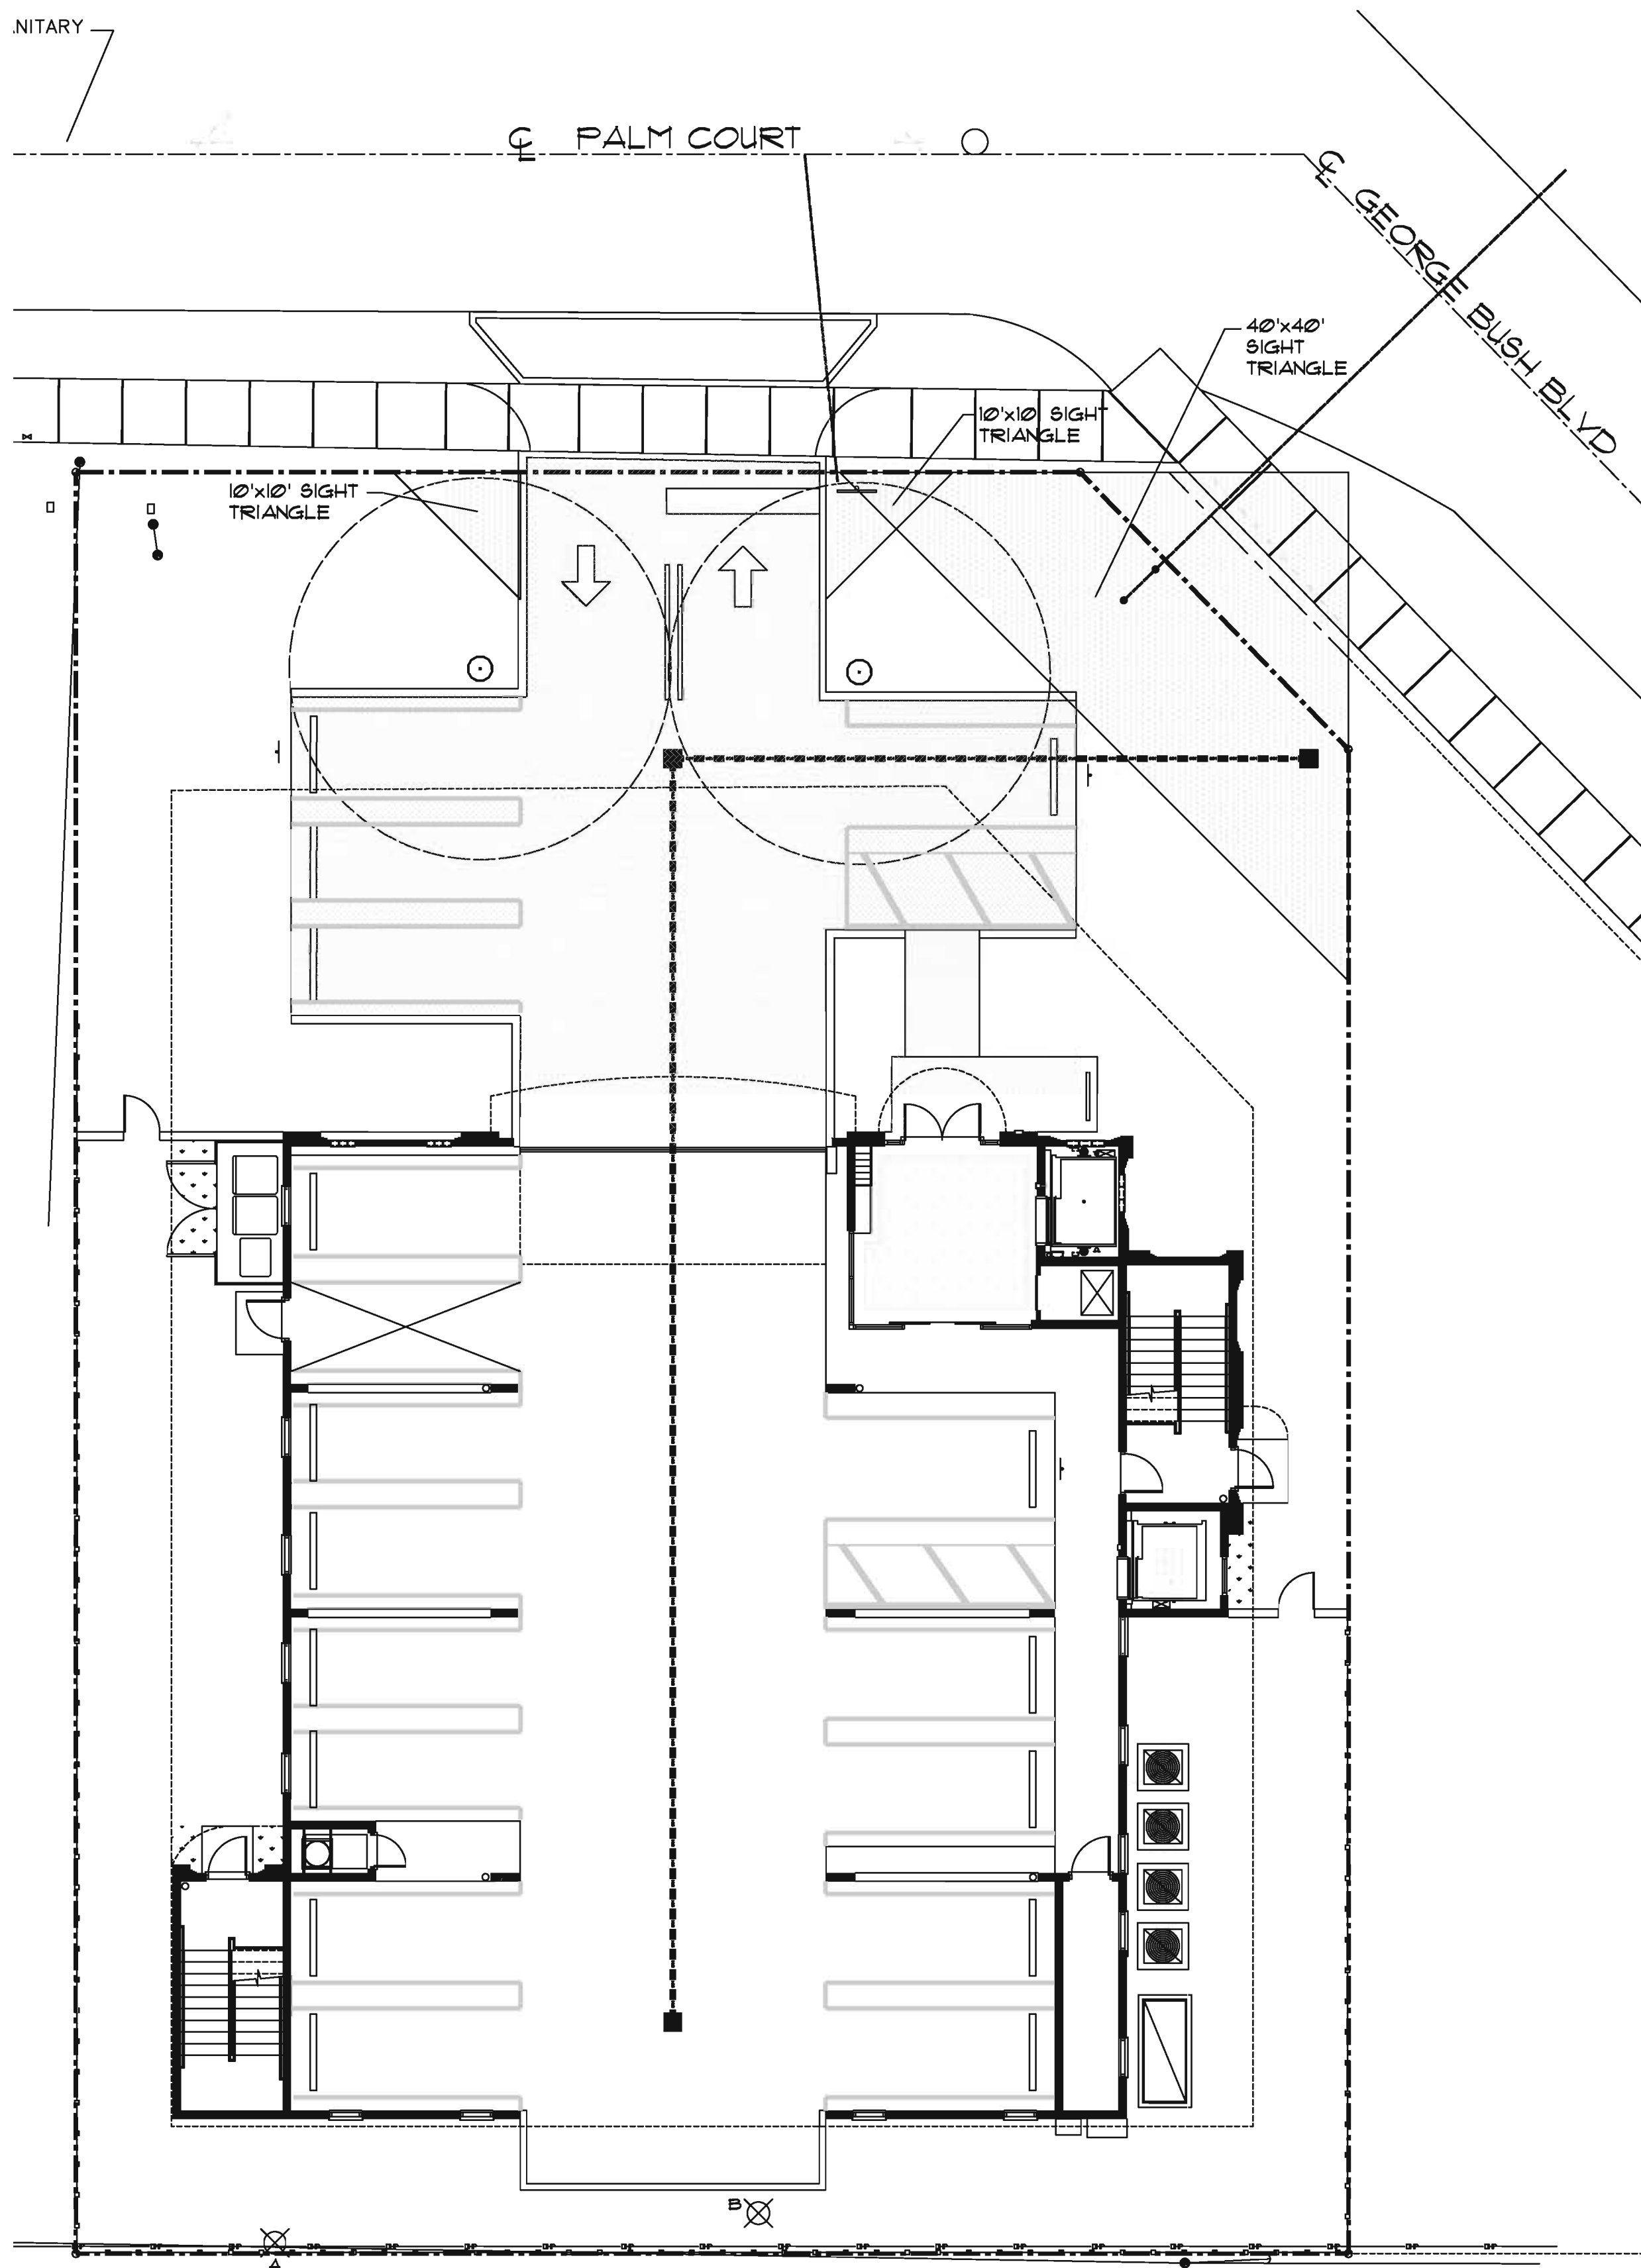 .NITARY
℄ PALM COURT
℄ GEORGE BUSH BLVD
40'x40'
SIGHT
TRIANGLE
10'x10' SIGHT
TRIANGLE
10'x10' SIGHT
TRIANGLE
B
A